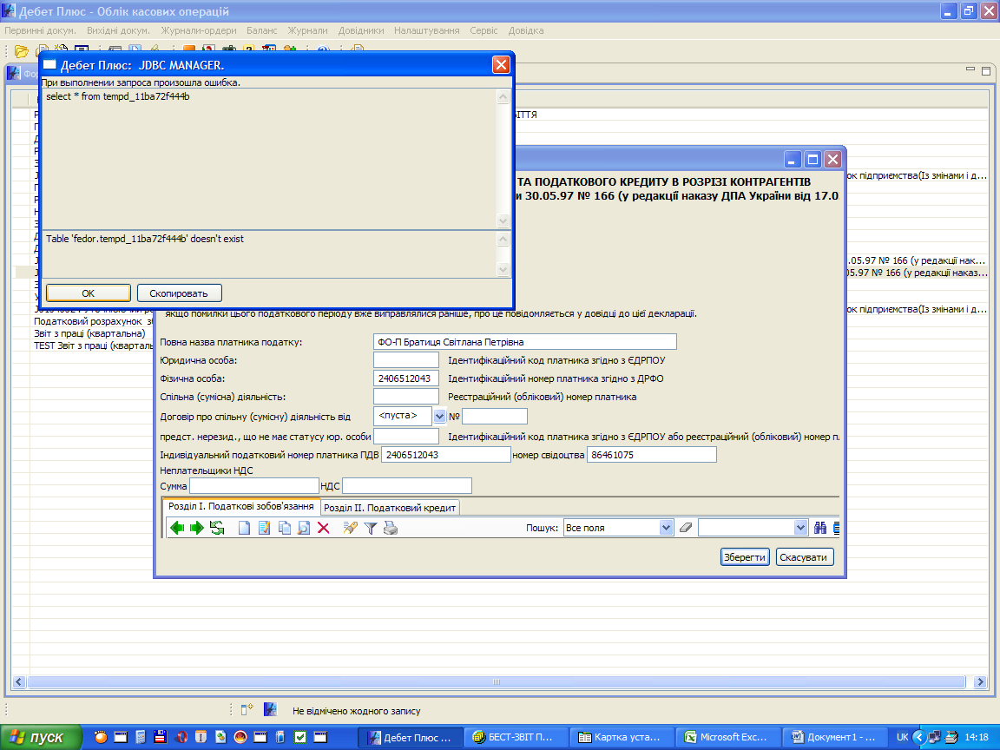 Дебет Плюс - Облік касових операцій
Первинні докум. Вихідні докум. Журнали-ордери Баланс Журнали Довідники Налаштування Сервіс Довідка
Дебет Плюс: JDBC MANAGER.
При выполнении запроса произошла ошибка.
select * from tempd_11ba72f444b
Table 'fedor.tempd_11ba72f444b' doesn't exist
OK Скопировать
ТА ПОДАТКОВОГО КРЕДИТУ В РОЗРІЗІ КОНТРАГЕНТІВ
и 30.05.97 № 166 (у редакції наказу ДПА України від 17.0
ок підприємства(Із змінами і д...
.05.97 № 166 (у редакції нак...
05.97 № 166 (у редакції наказ...
ок підприємства(Із змінами і д...
якщо помилки цього податкового періоду вже виправлялися раніше, про це повідомляється у довідці до цієї декларації.
Податковий розрахунок
Звіт з праці (квартальна)
TEST Звіт з праці (кварталь
Повна назва платника податку: ФО-П Братиця Світлана Петрівна
Юридична особа: Ідентифікаційний код платника згідно з ЄДРПОУ
Фізична особа: 2406512043 Ідентифікаційний номер платника згідно з ДРФО
Спільна (сумісна) діяльність: Реєстраційний (обліковий) номер платника
Договір про спільну (сумісну) діяльність від <пуста> №
предст. нерезид., що не має статусу юр. особи Ідентифікаційний код платника згідно з ЄДРПОУ або реєстраційний (обліковий) номер пл
Індивідуальний податковий номер платника ПДВ 2406512043 номер свідоцтва 86461075
Неплательщики НДС
Сумма НДС
Розділ I. Податкові зобов'язання Розділ II. Податковий кредит
Пошук: Все поля
Зберегти Скасувати
Не відмічено жодного запису
пуск Дебет Плюс ... БЕСТ-ЗВІТ П... Картка уста... Microsoft Exc... Документ1 - ... UK 14:18